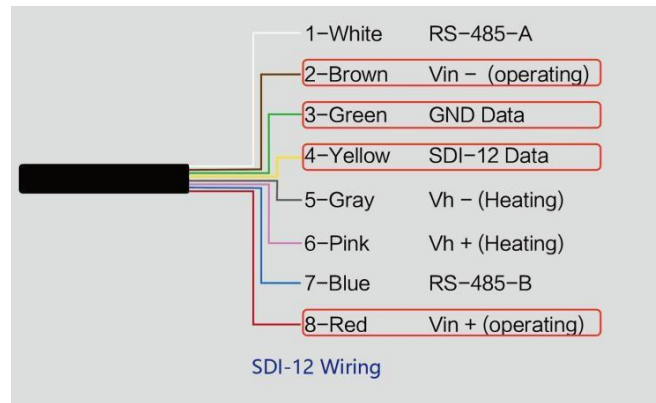 1-White RS-485-A
2-Brown Vin - (operating)
3-Green GND Data
4-Yellow SDI-12 Data
5-Gray Vh - (Heating)
6-Pink Vh + (Heating)
7-Blue RS-485-B
8-Red Vin + (operating)
SDI-12 Wiring